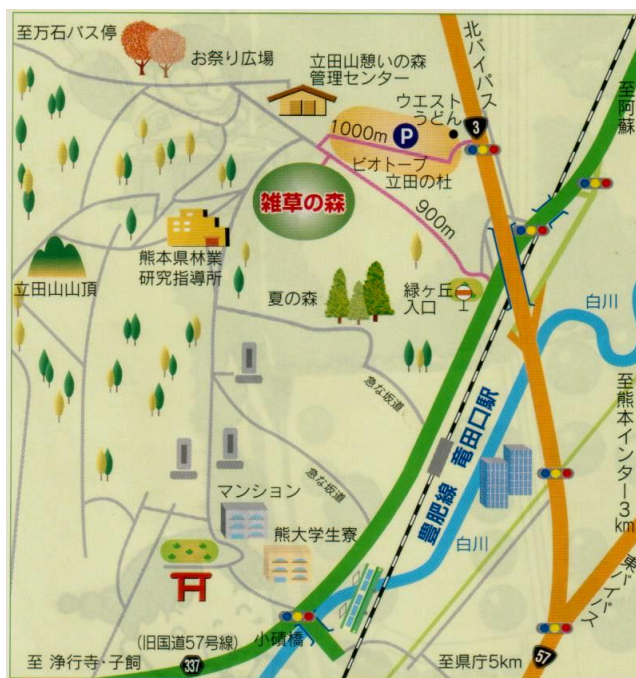 至万石バス停
お祭り広場
立田山憩いの森
管理センター
北バイパス
ウエスト
うどん
3
至阿蘇
1000m
P
ビオトープ
立田の杜
雑草の森
900m
熊本県林業
研究指導所
立田山山頂
夏の森
緑ヶ丘
入口
白川
急な坂道
至熊本インター3km
豊肥線 竜田口駅
急な坂道
マンション
熊大学生寮
白川
東バイパス
(旧国道57号線)
小磧橋
至 浄行寺・子飼
337
至県庁5km
57